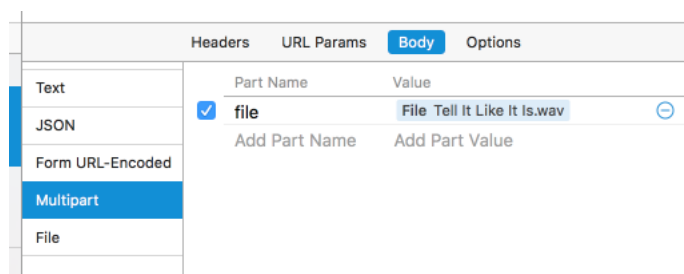 Headers URL Params Body Options
Text
JSON
Form URL-Encoded
Multipart
File
Part Name Value
file File Tell It Like It Is.wav
Add Part Name Add Part Value